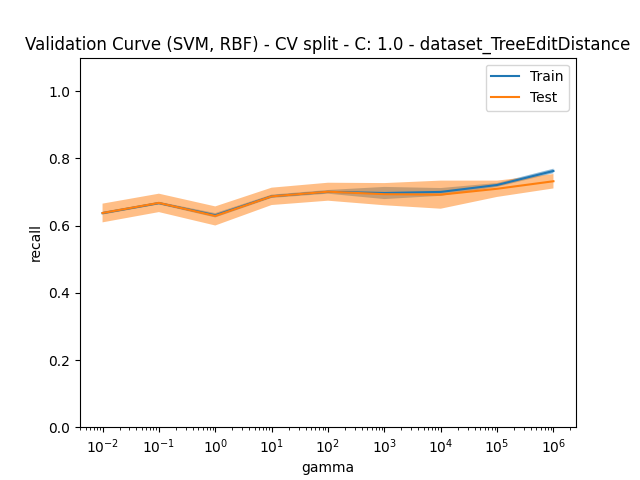 Validation Curve (SVM, RBF) - CV split - C: 1.0 - dataset_TreeEditDistance
Train
Test
1.0
0.8
0.6
0.4
0.2
0.0
recall
10⁻² 10⁻¹ 10⁰ 10¹ 10² 10³ 10⁴ 10⁵ 10⁶
gamma